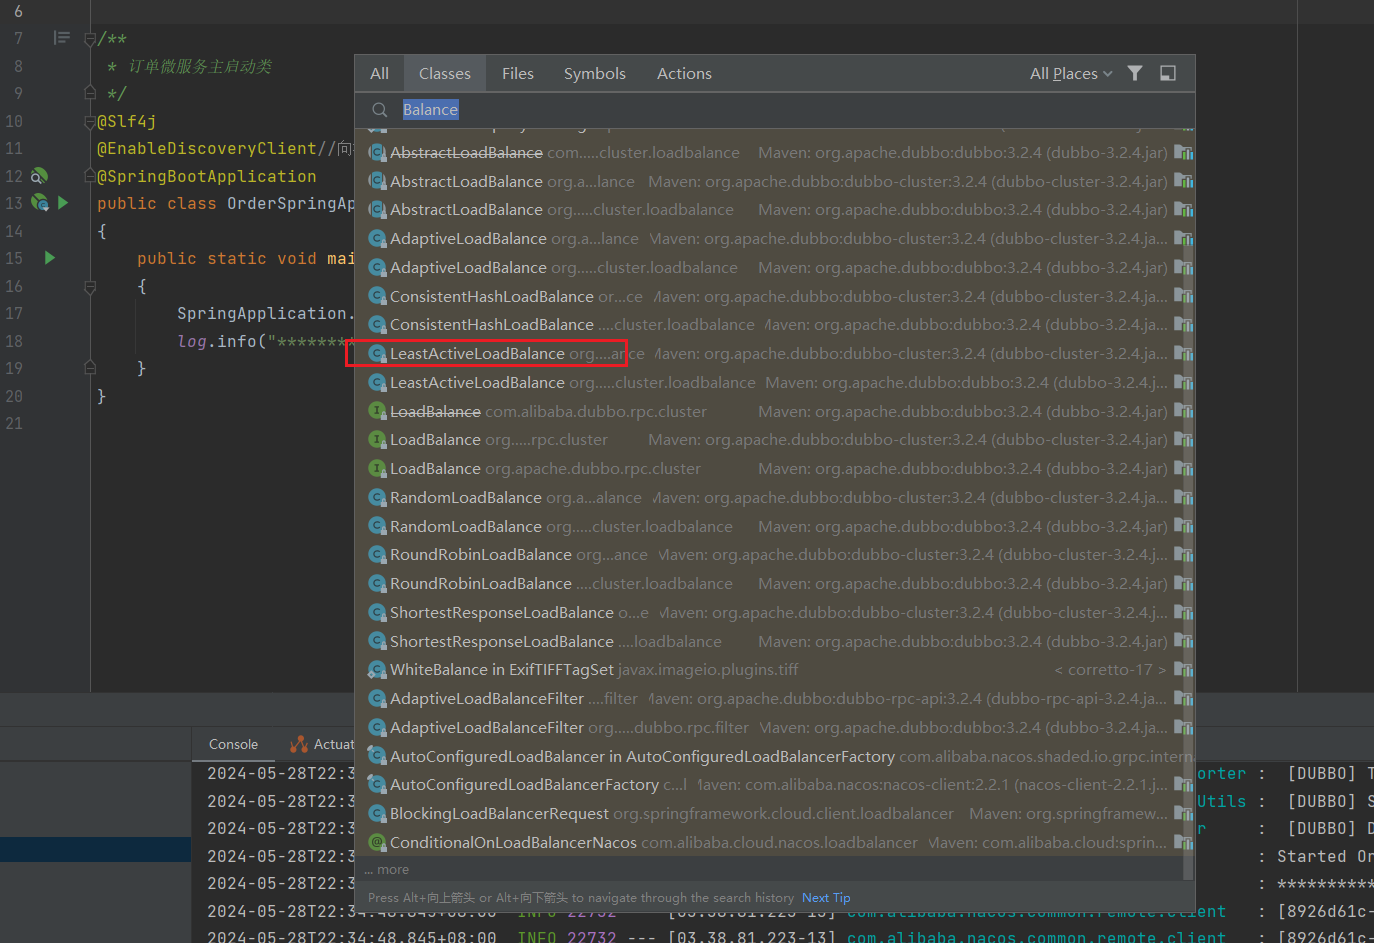 6
7 /**
8 * 订单微服务主启动类
9 */
10 @Slf4j
11 @EnableDiscoveryClient//向
12 @SpringBootApplication
13 public class OrderSpringAp
14 {
15 public static void mai
16 {
17 SpringApplication.
18 log.info("********
19 }
20 }
21
All Classes Files Symbols Actions All Places
Balance
AbstractLoadBalance com.....cluster.loadbalance Maven: org.apache.dubbo:dubbo:3.2.4 (dubbo-3.2.4.jar)
AbstractLoadBalance org.a...lance Maven: org.apache.dubbo:dubbo-cluster:3.2.4 (dubbo-cluster-3.2.4.jar)
AbstractLoadBalance org.....cluster.loadbalance Maven: org.apache.dubbo:dubbo:3.2.4 (dubbo-3.2.4.jar)
AdaptiveLoadBalance org.a...lance Maven: org.apache.dubbo:dubbo-cluster:3.2.4 (dubbo-cluster-3.2.4.ja...
AdaptiveLoadBalance org.....cluster.loadbalance Maven: org.apache.dubbo:dubbo:3.2.4 (dubbo-3.2.4.jar)
ConsistentHashLoadBalance or...ce Maven: org.apache.dubbo:dubbo-cluster:3.2.4 (dubbo-cluster-3.2.4.ja...
ConsistentHashLoadBalance ....cluster.loadbalance Maven: org.apache.dubbo:dubbo:3.2.4 (dubbo-3.2.4.jar)
LeastActiveLoadBalance org....ance Maven: org.apache.dubbo:dubbo-cluster:3.2.4 (dubbo-cluster-3.2.4.ja...
LeastActiveLoadBalance org.....cluster.loadbalance Maven: org.apache.dubbo:dubbo:3.2.4 (dubbo-3.2.4.jar)
LoadBalance com.alibaba.dubbo.rpc.cluster Maven: org.apache.dubbo:dubbo:3.2.4 (dubbo-3.2.4.jar)
LoadBalance org.....rpc.cluster Maven: org.apache.dubbo:dubbo-cluster:3.2.4 (dubbo-cluster-3.2.4.jar)
LoadBalance org.apache.dubbo.rpc.cluster Maven: org.apache.dubbo:dubbo:3.2.4 (dubbo-3.2.4.jar)
RandomLoadBalance org.a...alance Maven: org.apache.dubbo:dubbo-cluster:3.2.4 (dubbo-cluster-3.2.4.ja...
RandomLoadBalance org.....cluster.loadbalance Maven: org.apache.dubbo:dubbo:3.2.4 (dubbo-3.2.4.jar)
RoundRobinLoadBalance org...ance Maven: org.apache.dubbo:dubbo-cluster:3.2.4 (dubbo-cluster-3.2.4.j...
RoundRobinLoadBalance ....cluster.loadbalance Maven: org.apache.dubbo:dubbo:3.2.4 (dubbo-3.2.4.jar)
ShortestResponseLoadBalance o...e Maven: org.apache.dubbo:dubbo-cluster:3.2.4 (dubbo-cluster-3.2.4.j...
ShortestResponseLoadBalance ....loadbalance Maven: org.apache.dubbo:dubbo:3.2.4 (dubbo-3.2.4.jar)
WhiteBalance in ExifTIFFTagSet javax.imageio.plugins.tiff < corretto-17 >
AdaptiveLoadBalanceFilter ....filter Maven: org.apache.dubbo:dubbo-rpc-api:3.2.4 (dubbo-rpc-api-3.2.4.ja...
AdaptiveLoadBalanceFilter org.....dubbo.rpc.filter Maven: org.apache.dubbo:dubbo:3.2.4 (dubbo-3.2.4.jar)
AutoConfiguredLoadBalancer in AutoConfiguredLoadBalancerFactory com.alibaba.nacos.shaded.io.grpc.intern
AutoConfiguredLoadBalancerFactory c...l Maven: com.alibaba.nacos:nacos-client:2.2.1 (nacos-client-2.2.1.j...
BlockingLoadBalancerRequest org.springframework.cloud.client.loadbalancer Maven: org.springframew...
ConditionalOnLoadBalancerNacos com.alibaba.cloud.nacos.loadbalancer Maven: com.alibaba.cloud:sprin...
... more
Press Alt+向上箭头 or Alt+向下箭头 to navigate through the search history Next Tip
Console Actuat
2024-05-28T22:3 orter : [DUBBO] T
2024-05-28T22:3 Utils : [DUBBO] S
2024-05-28T22:3 r : [DUBBO] D
2024-05-28T22:3 : Started Or
2024-05-28T22:3 : ***********
2024-05-28T22:34:48.845+08:00 INFO 22732 --- [03.38.81.223-13] com.alibaba.nacos.common.remote.client : [8926d61c-
2024-05-28T22:34:48.845+08:00 INFO 22732 --- [03.38.81.223-13] com.alibaba.nacos.common.remote.client : [8926d61c-